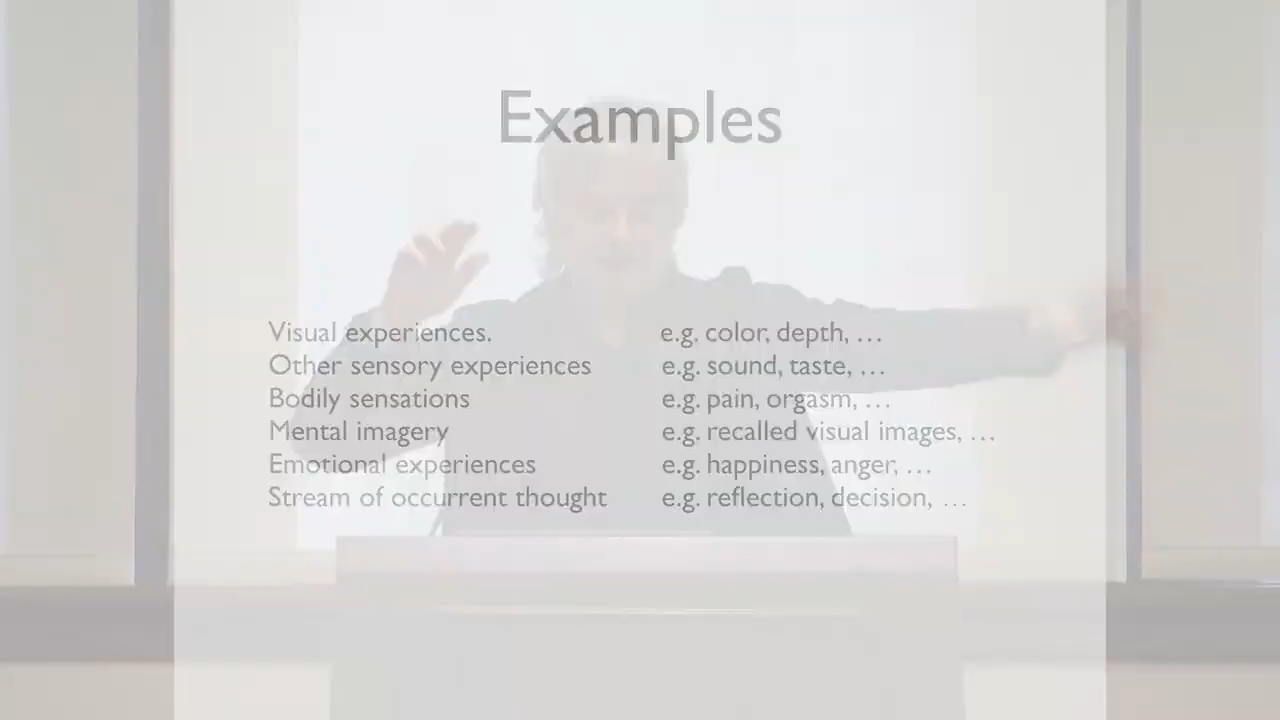 Examples
Visual experiences. e.g. color, depth, …
Other sensory experiences e.g. sound, taste, …
Bodily sensations e.g. pain, orgasm, …
Mental imagery e.g. recalled visual images, …
Emotional experiences e.g. happiness, anger, …
Stream of occurrent thought e.g. reflection, decision, …